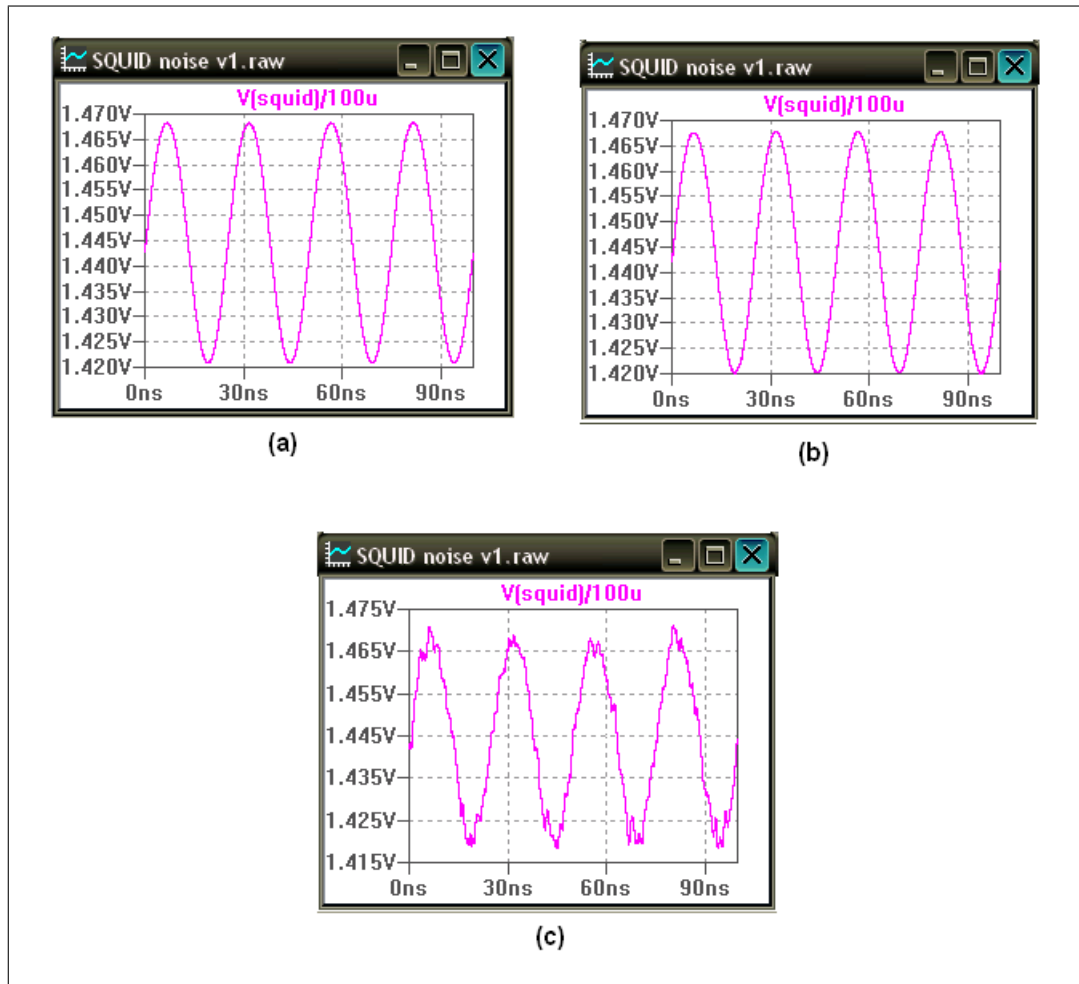 SQUID noise v1.raw
V(squid)/100u
1.470V
1.465V
1.460V
1.455V
1.450V
1.445V
1.440V
1.435V
1.430V
1.425V
1.420V
0ns 30ns 60ns 90ns
(a)
SQUID noise v1.raw
V(squid)/100u
1.470V
1.465V
1.460V
1.455V
1.450V
1.445V
1.440V
1.435V
1.430V
1.425V
1.420V
0ns 30ns 60ns 90ns
(b)
SQUID noise v1.raw
V(squid)/100u
1.475V
1.465V
1.455V
1.445V
1.435V
1.425V
1.415V
0ns 30ns 60ns 90ns
(c)